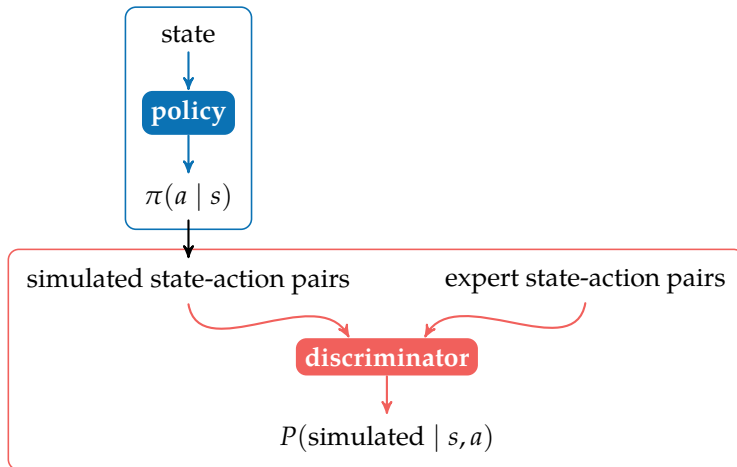 state
policy
π(a | s)
simulated state-action pairs
expert state-action pairs
discriminator
P(simulated | s, a)